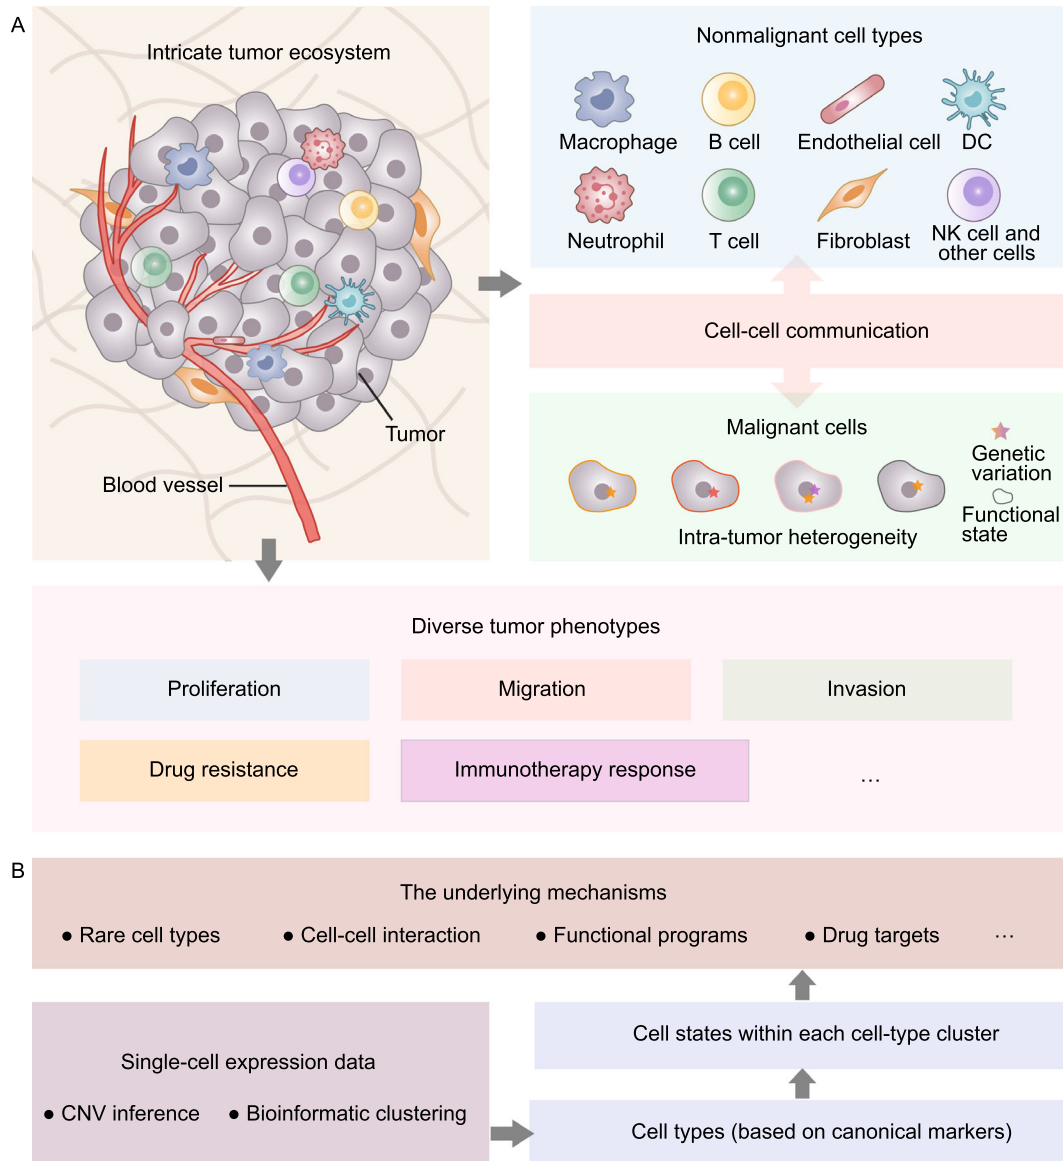 A
Intricate tumor ecosystem
Tumor
Blood vessel
Nonmalignant cell types
Macrophage
B cell
Endothelial cell
DC
Neutrophil
T cell
Fibroblast
NK cell and
other cells
Cell-cell communication
Malignant cells
Genetic
variation
Functional
state
Intra-tumor heterogeneity
Diverse tumor phenotypes
Proliferation
Migration
Invasion
Drug resistance
Immunotherapy response
...
B
The underlying mechanisms
● Rare cell types
● Cell-cell interaction
● Functional programs
● Drug targets
...
Single-cell expression data
● CNV inference
● Bioinformatic clustering
Cell states within each cell-type cluster
Cell types (based on canonical markers)